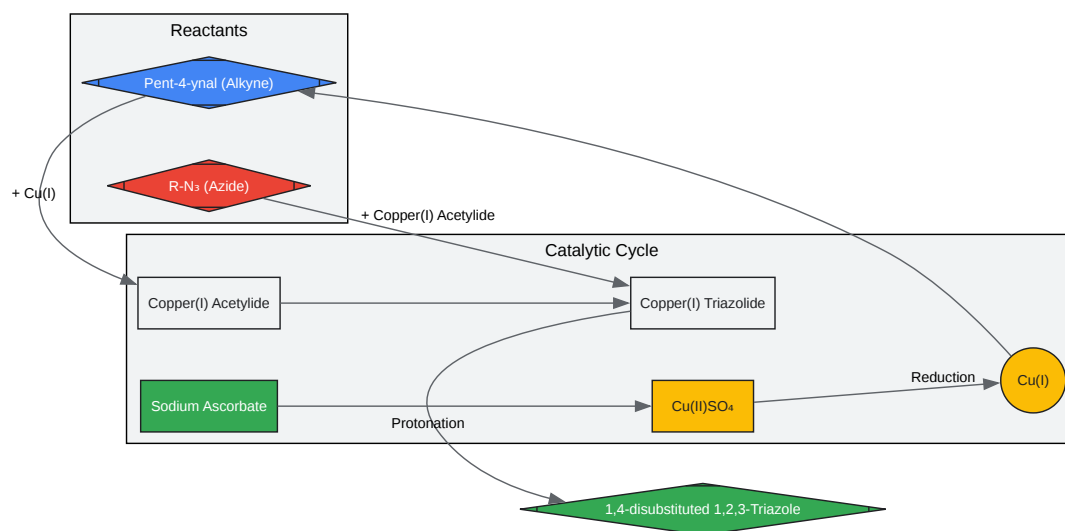 Reactants
Pent-4-ynal (Alkyne)
R-N₃ (Azide)
+ Cu(I)
+ Copper(I) Acetylide
Catalytic Cycle
Copper(I) Acetylide
Copper(I) Triazolide
Sodium Ascorbate
Cu(II)SO₄
Reduction
Cu(I)
Protonation
1,4-disubstituted 1,2,3-Triazole